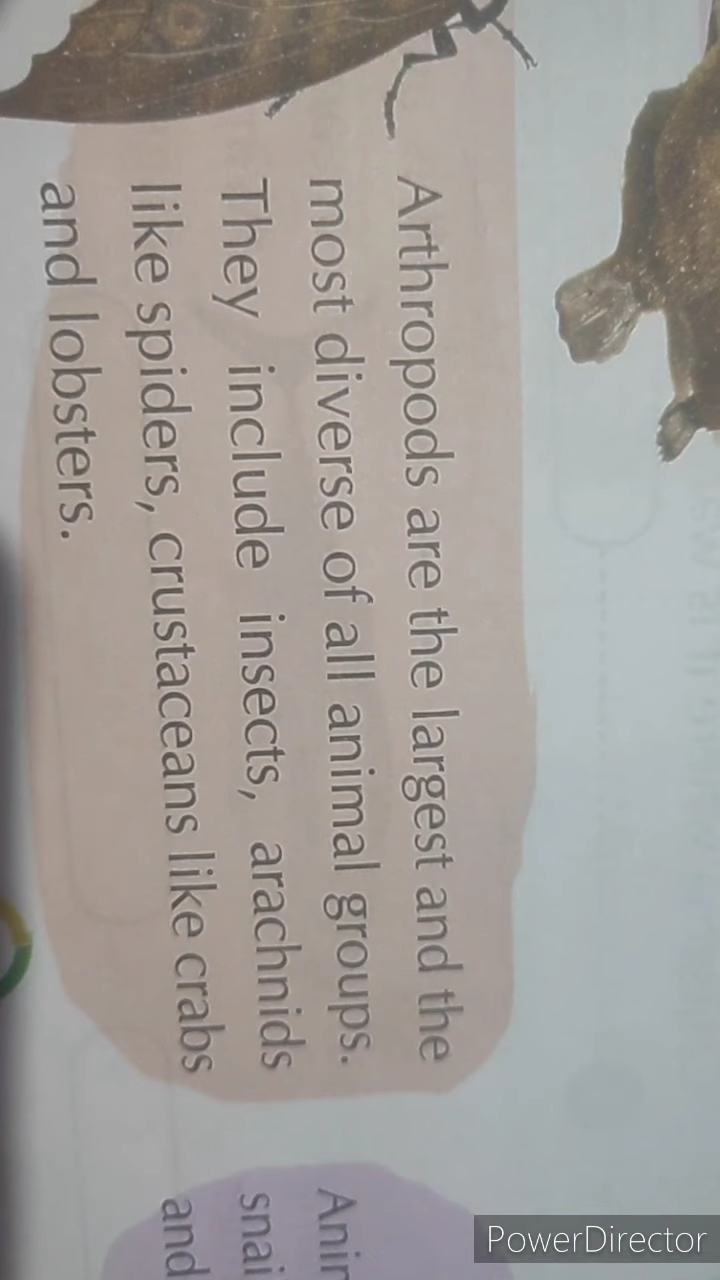 Arthropods are the largest and the
most diverse of all animal groups.
They include insects, arachnids
like spiders, crustaceans like crabs
and lobsters.
and
PowerDirector